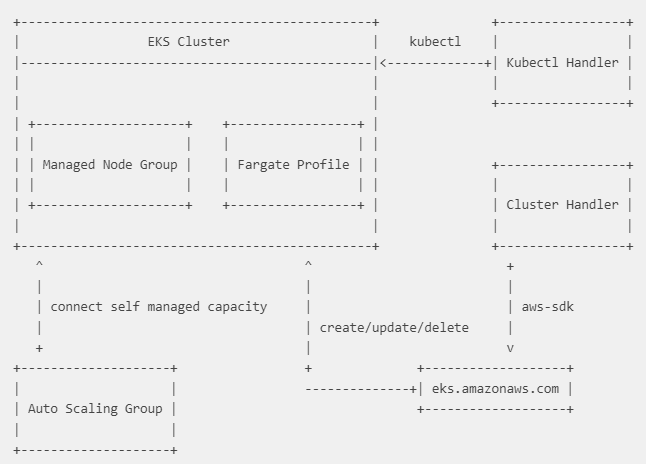 EKS Cluster
kubectl
Kubectl Handler
Managed Node Group
Fargate Profile
Cluster Handler
connect self managed capacity
aws-sdk
create/update/delete
eks.amazonaws.com
Auto Scaling Group